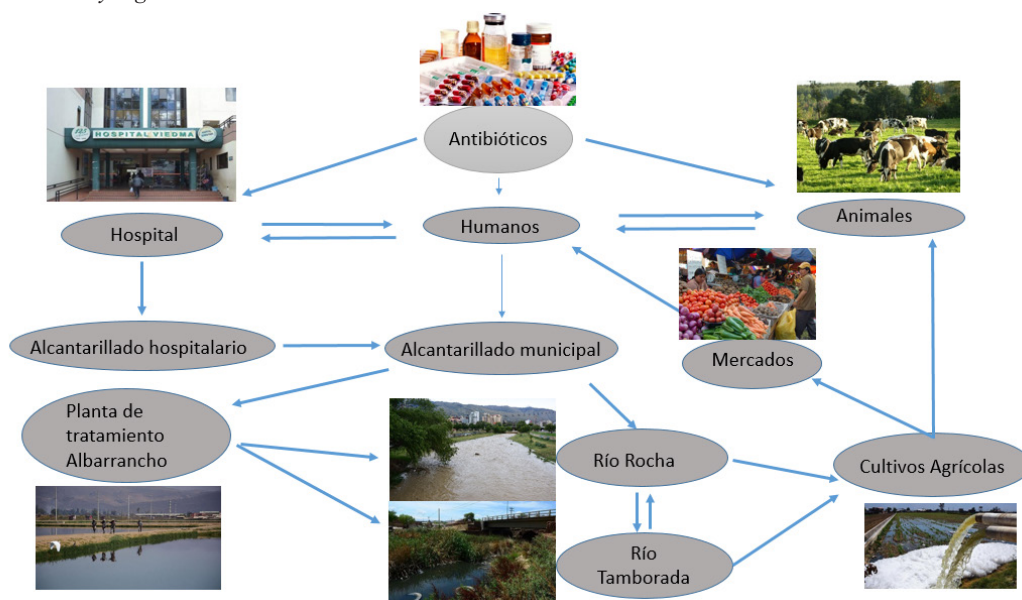 HOSPITAL VIEDMA
Antibióticos
Hospital
Humanos
Animales
Alcantarillado hospitalario
Alcantarillado municipal
Mercados
Planta de
tratamiento
Albarrancho
Río Rocha
Cultivos Agrícolas
Río
Tamborada